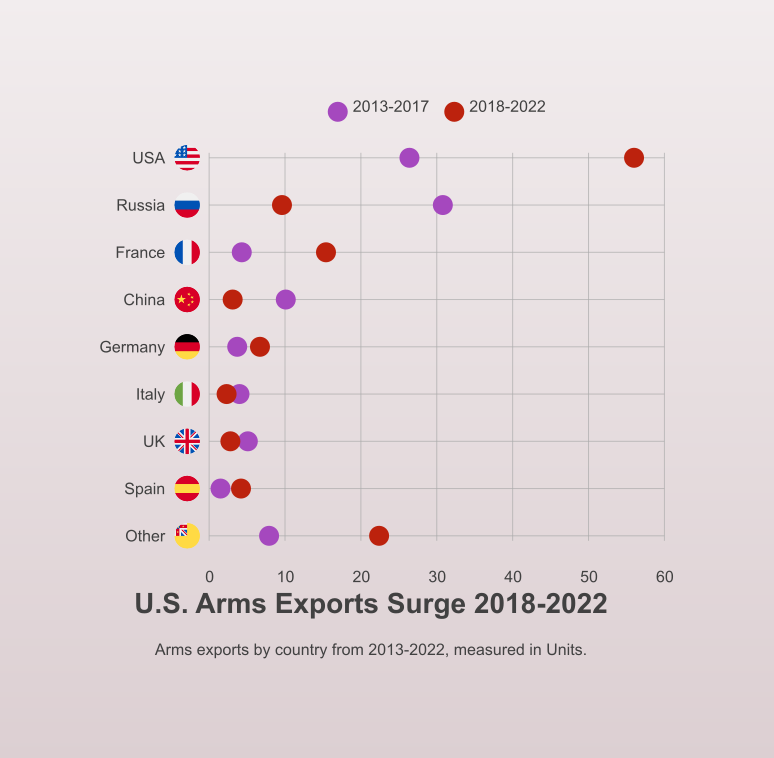 2013-2017 2018-2022
USA
Russia
France
China
Germany
Italy
UK
Spain
Other
0 10 20 30 40 50 60
U.S. Arms Exports Surge 2018-2022
Arms exports by country from 2013-2022, measured in Units.